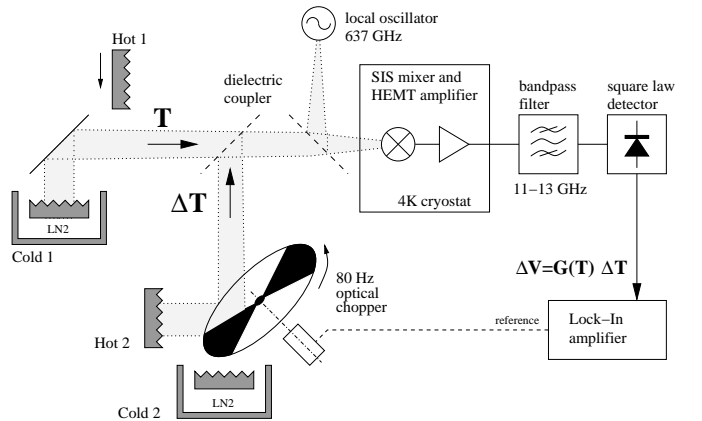 local oscillator
637 GHz
Hot 1
dielectric
coupler
SIS mixer and
HEMT amplifier
bandpass
filter
square law
detector
T
11−13 GHz
4K cryostat
LN2
Cold 1
ΔT
ΔV=G(T) ΔT
80 Hz
optical
chopper
reference
Lock−In
amplifier
Hot 2
LN2
Cold 2